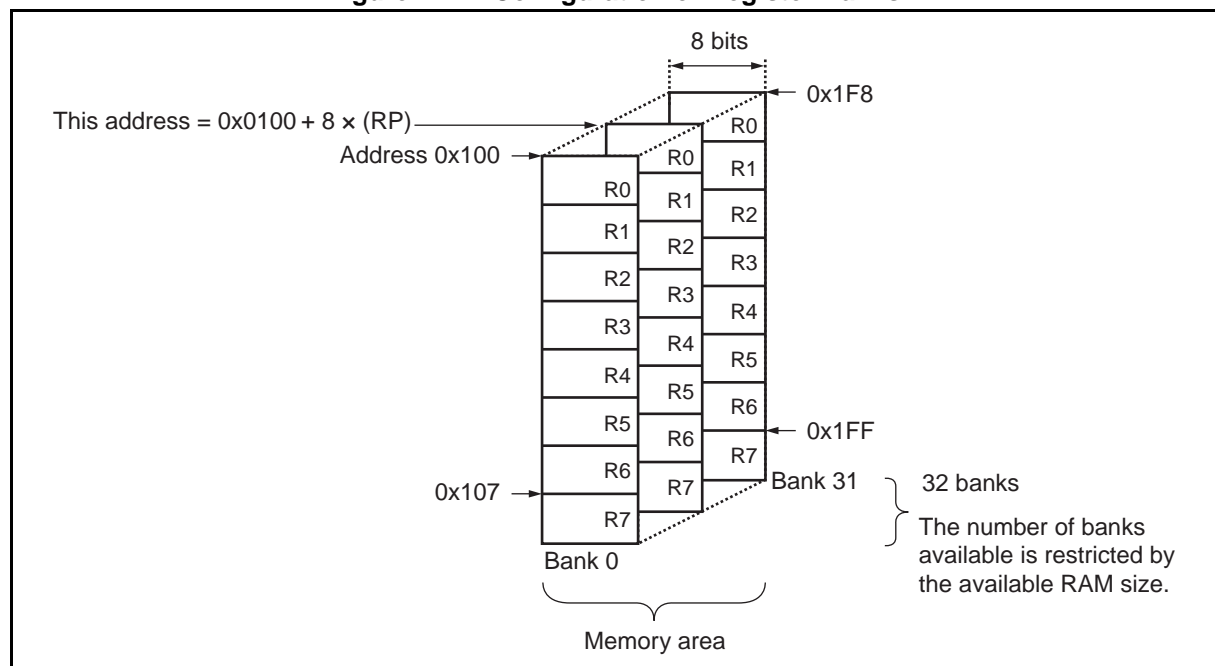 8 bits
0x1F8
This address = 0x0100 + 8 × (RP)
Address 0x100
R0
R1
R2
R3
R4
R5
R6
R7
R0
R1
R2
R3
R4
R5
R6
R7
R0
R1
R2
R3
R4
R5
R6
R7
0x107
0x1FF
Bank 0
Bank 31
32 banks
The number of banks
available is restricted by
the available RAM size.
Memory area